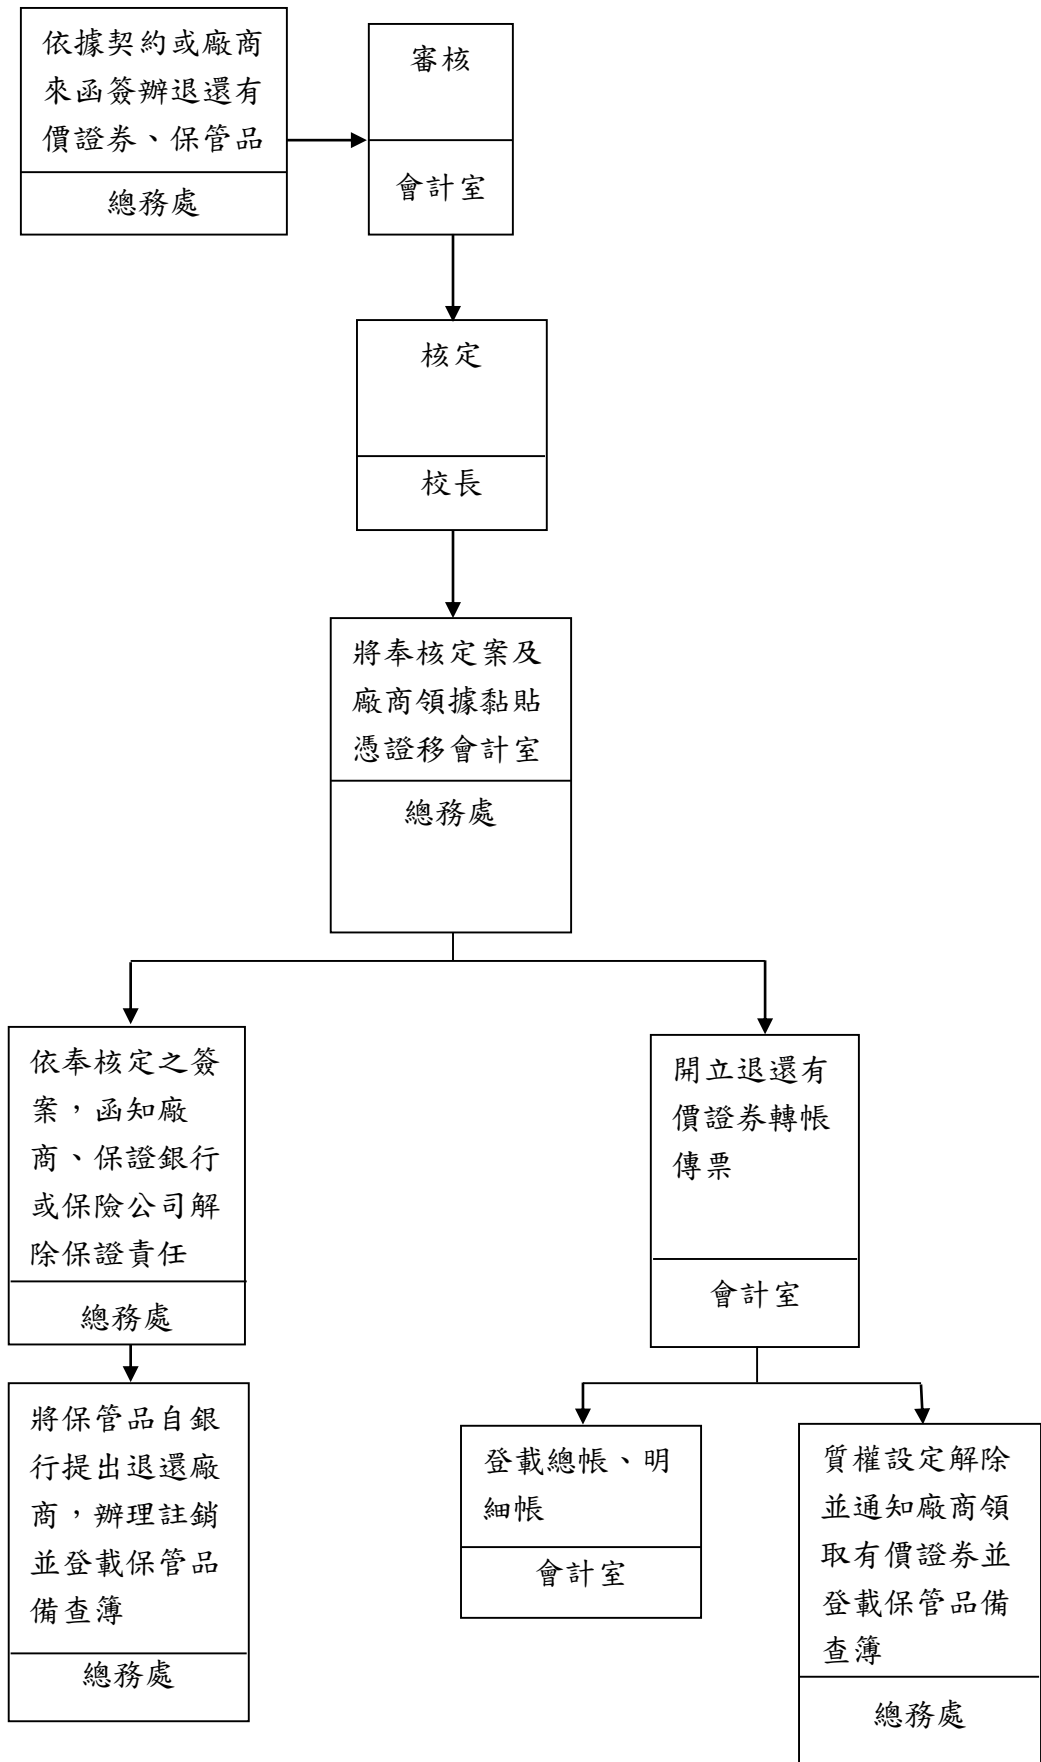 依據契約或廠商
來函簽辦退還有
價證券、保管品
總務處
審核
會計室
核定
校長
將奉核定案及
廠商領據黏貼
憑證移會計室
總務處
依奉核定之簽
案，函知廠
商、保證銀行
或保險公司解
除保證責任
總務處
將保管品自銀
行提出退還廠
商，辦理註銷
並登載保管品
備查簿
總務處
開立退還有
價證券轉帳
傳票
會計室
登載總帳、明
細帳
會計室
質權設定解除
並通知廠商領
取有價證券並
登載保管品備
查簿
總務處